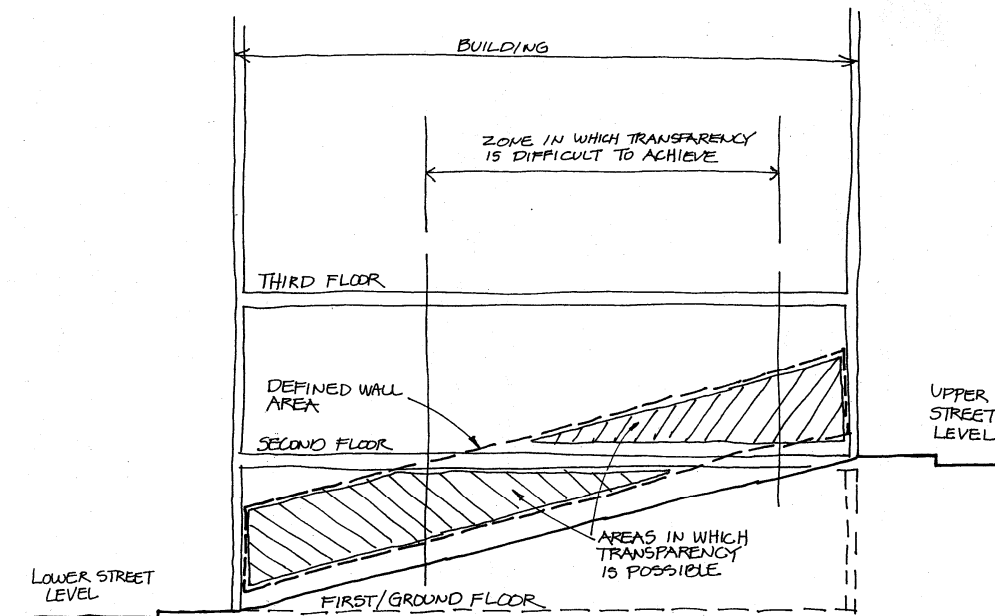 BUILDING
ZONE IN WHICH TRANSPARENCY
IS DIFFICULT TO ACHIEVE
THIRD FLOOR
DEFINED WALL
AREA
SECOND FLOOR
UPPER
STREET
LEVEL
AREAS IN WHICH
TRANSPARENCY
IS POSSIBLE
LOWER STREET
LEVEL
FIRST/GROUND FLOOR